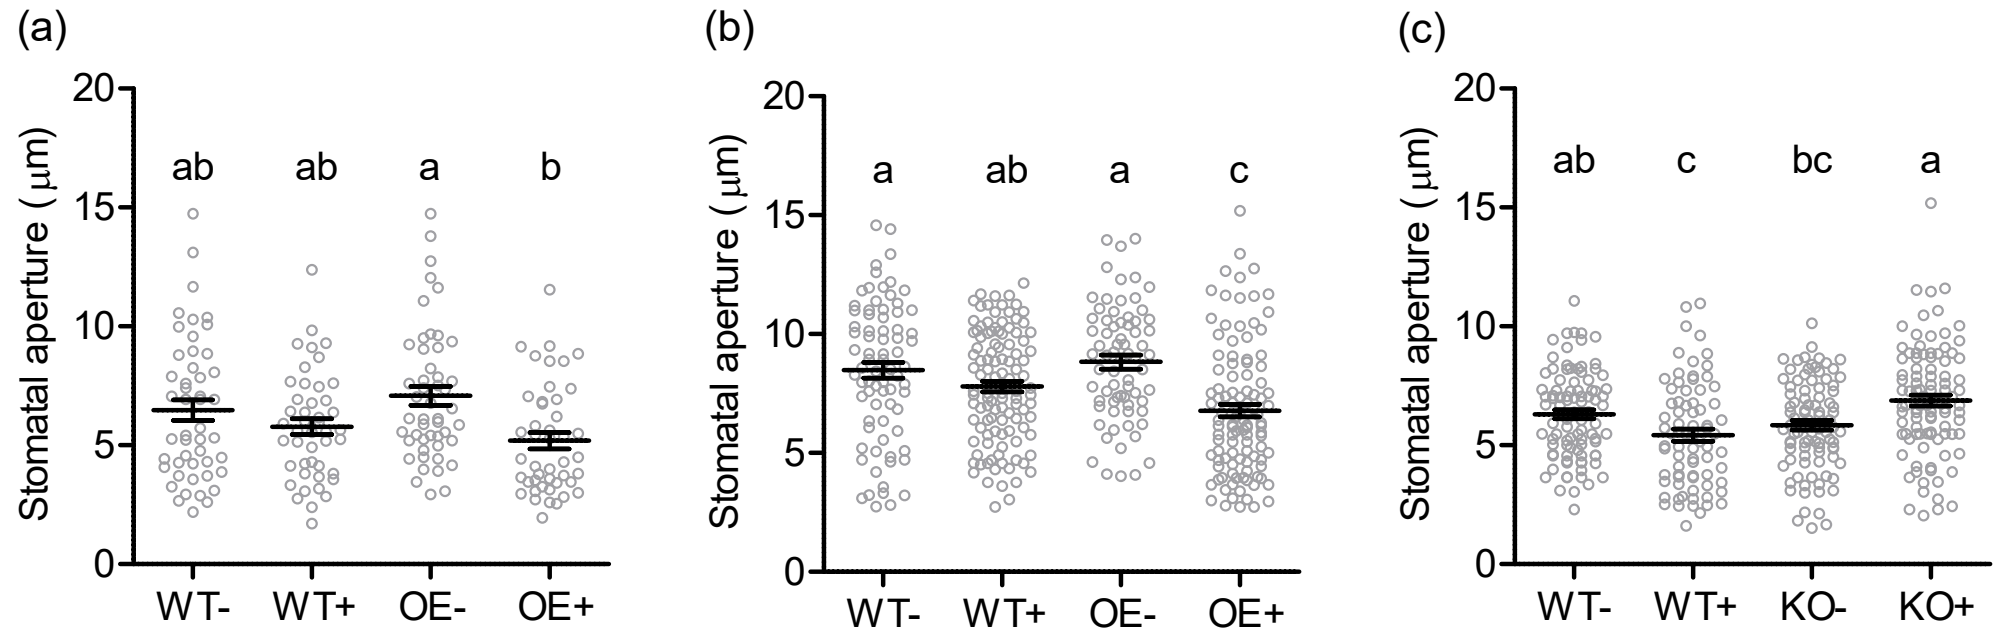 (a)
Stomatal aperture (μm)
20
15
10
5
0
ab ab a b
WT- WT+ OE- OE+
(b)
Stomatal aperture (μm)
20
15
10
5
0
a ab a c
WT- WT+ OE- OE+
(c)
Stomatal aperture (μm)
20
15
10
5
0
ab c bc a
WT- WT+ KO- KO+